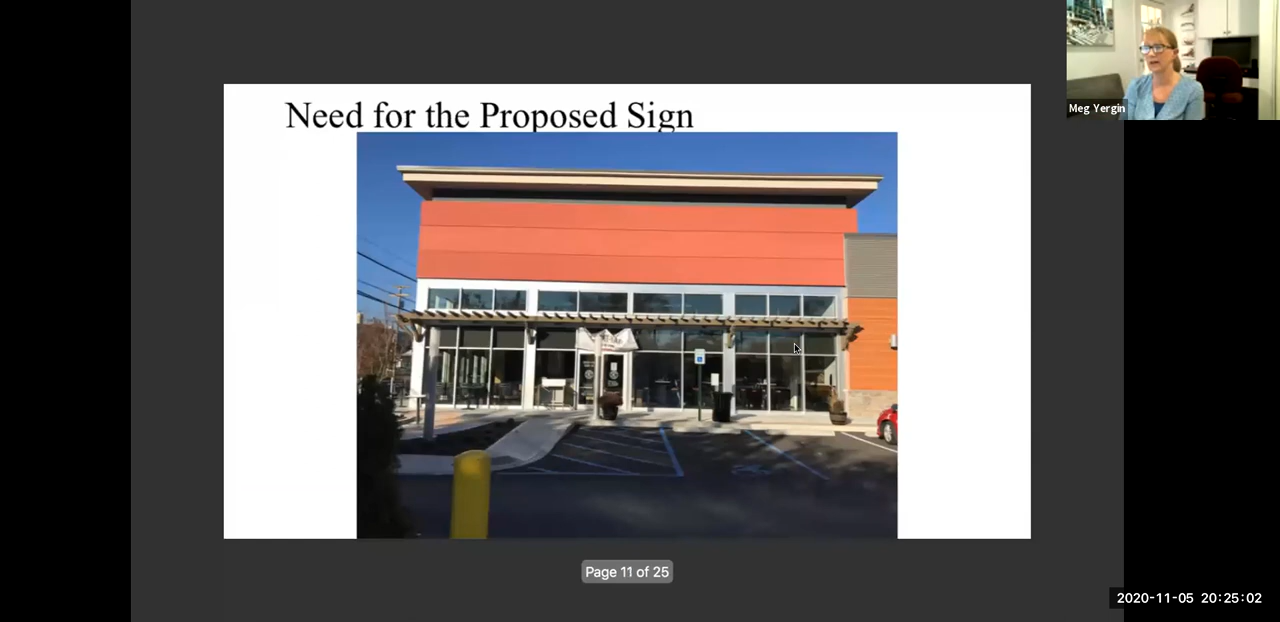 Need for the Proposed Sign
Meg Yergin
Page 11 of 25
2020-11-05 20:25:02